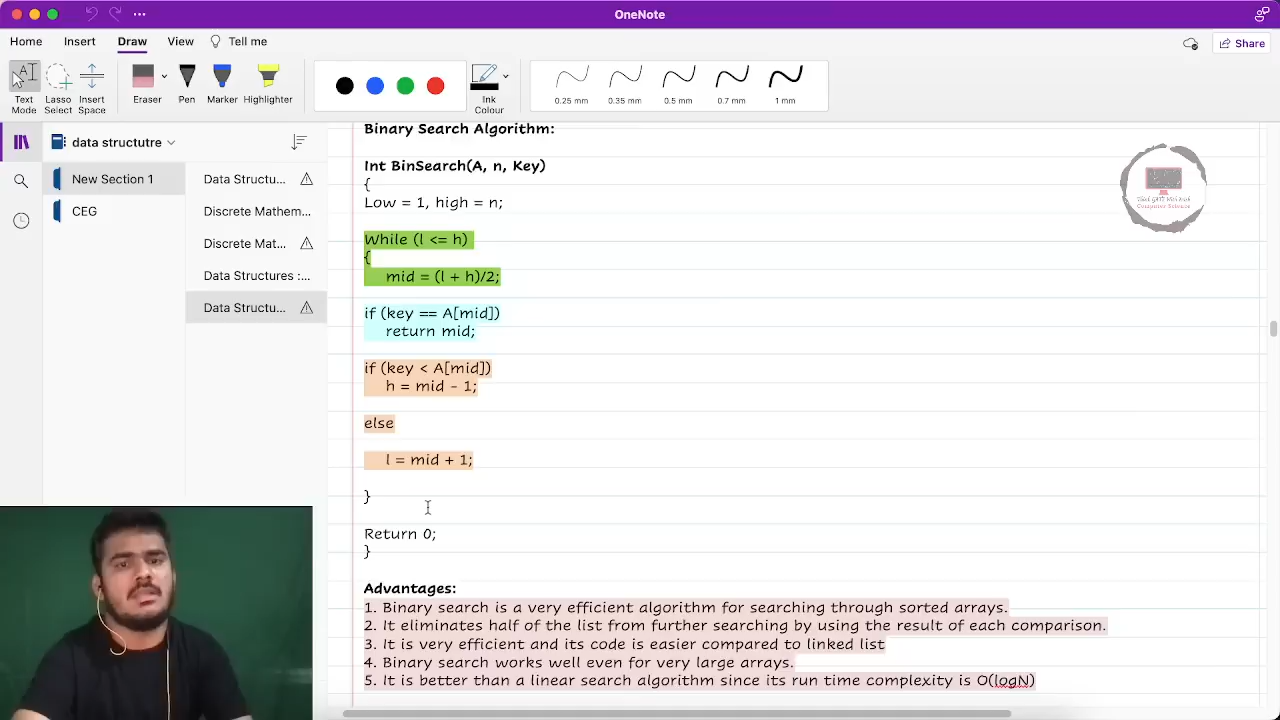 OneNote
Home Insert Draw View Tell me
Share
Text Mode
Lasso Select
Insert Space
Eraser
Pen
Marker
Highlighter
Ink Colour
0.25 mm 0.35 mm 0.5 mm 0.7 mm 1 mm
data structutre
New Section 1
CEG
Data Structu...
Discrete Mathem...
Discrete Mat...
Data Structures :...
Data Structu...
Binary Search Algorithm:
Int BinSearch(A, n, Key)
{
Low = 1, high = n;
While (l <= h)
{
mid = (l + h)/2;
if (key == A[mid])
return mid;
if (key < A[mid])
h = mid - 1;
else
l = mid + 1;
}
Return 0;
}
Advantages:
1. Binary search is a very efficient algorithm for searching through sorted arrays.
2. It eliminates half of the list from further searching by using the result of each comparison.
3. It is very efficient and its code is easier compared to linked list
4. Binary search works well even for very large arrays.
5. It is better than a linear search algorithm since its run time complexity is O(logN)
Computer Science